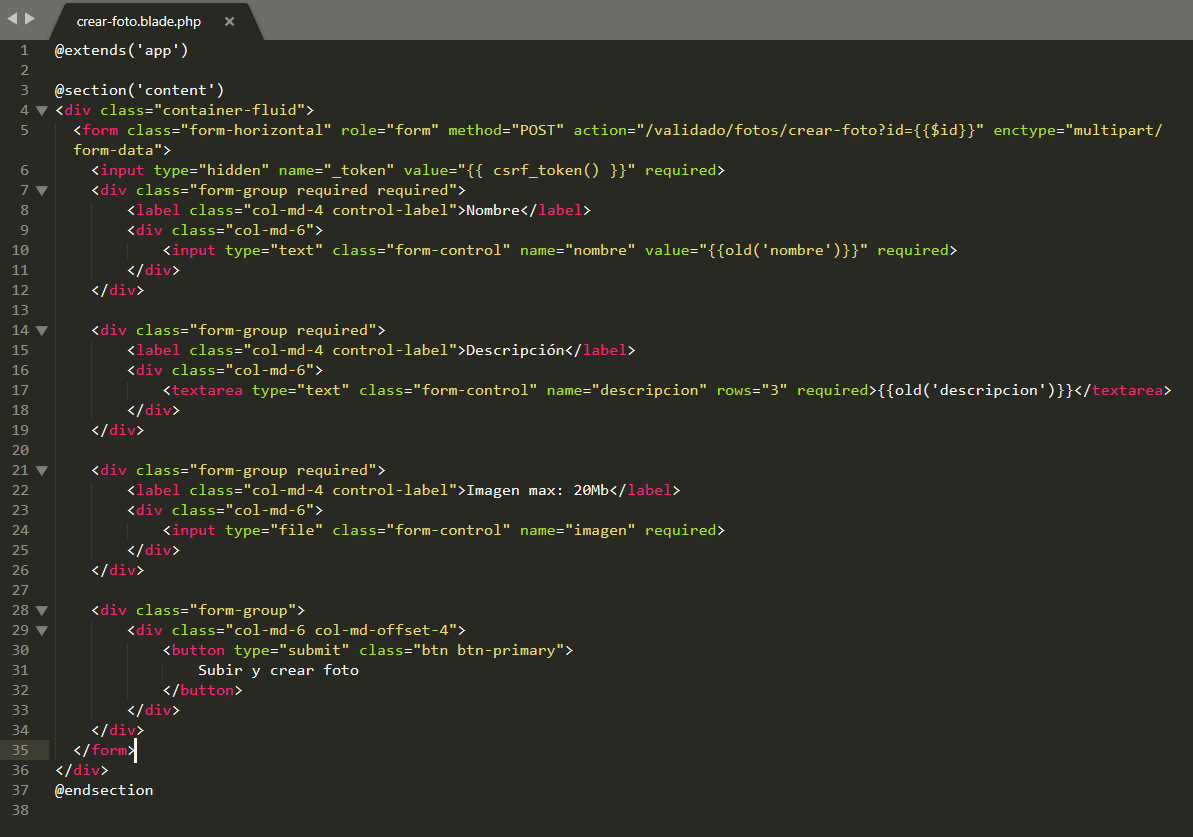 crear-foto.blade.php ×
1 @extends('app')
2
3 @section('content')
4 <div class="container-fluid">
5 <form class="form-horizontal" role="form" method="POST" action="/validado/fotos/crear-foto?id={{$id}}" enctype="multipart/
form-data">
6 <input type="hidden" name="_token" value="{{ csrf_token() }}" required>
7 <div class="form-group required required">
8 <label class="col-md-4 control-label">Nombre</label>
9 <div class="col-md-6">
10 <input type="text" class="form-control" name="nombre" value="{{old('nombre')}}" required>
11 </div>
12 </div>
13
14 <div class="form-group required">
15 <label class="col-md-4 control-label">Descripción</label>
16 <div class="col-md-6">
17 <textarea type="text" class="form-control" name="descripcion" rows="3" required>{{old('descripcion')}}</textarea>
18 </div>
19 </div>
20
21 <div class="form-group required">
22 <label class="col-md-4 control-label">Imagen max: 20Mb</label>
23 <div class="col-md-6">
24 <input type="file" class="form-control" name="imagen" required>
25 </div>
26 </div>
27
28 <div class="form-group">
29 <div class="col-md-6 col-md-offset-4">
30 <button type="submit" class="btn btn-primary">
31 Subir y crear foto
32 </button>
33 </div>
34 </div>
35 </form>
36 </div>
37 @endsection
38